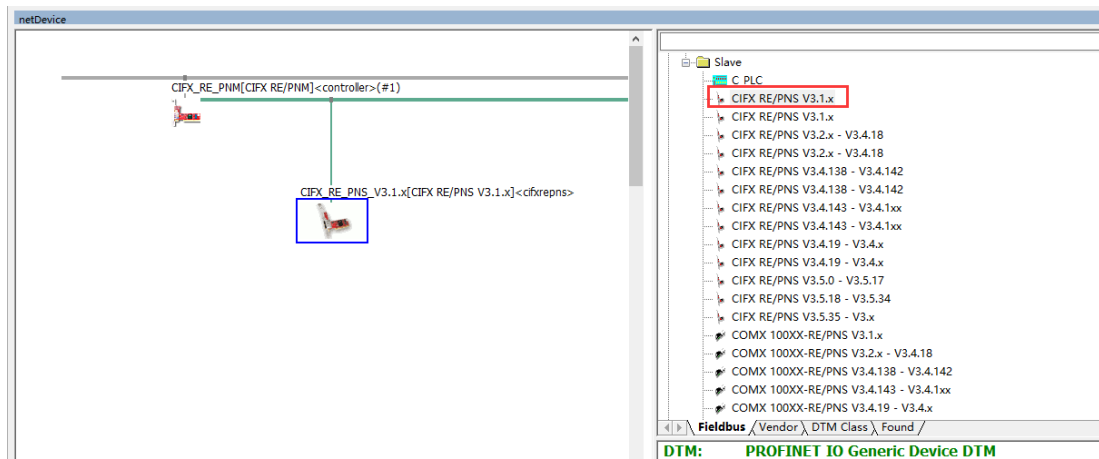 netDevice
CIFX_RE_PNM[CIFX RE/PNM]<controller>(#1)
CIFX_RE_PNS_V3.1.x[CIFX RE/PNS V3.1.x]<cifxrepns>
Slave
C PLC
CIFX RE/PNS V3.1.x
CIFX RE/PNS V3.1.x
CIFX RE/PNS V3.2.x - V3.4.18
CIFX RE/PNS V3.2.x - V3.4.18
CIFX RE/PNS V3.4.138 - V3.4.142
CIFX RE/PNS V3.4.138 - V3.4.142
CIFX RE/PNS V3.4.143 - V3.4.1xx
CIFX RE/PNS V3.4.143 - V3.4.1xx
CIFX RE/PNS V3.4.19 - V3.4.x
CIFX RE/PNS V3.4.19 - V3.4.x
CIFX RE/PNS V3.5.0 - V3.5.17
CIFX RE/PNS V3.5.18 - V3.5.34
CIFX RE/PNS V3.5.35 - V3.x
COMX 100XX-RE/PNS V3.1.x
COMX 100XX-RE/PNS V3.2.x - V3.4.18
COMX 100XX-RE/PNS V3.4.138 - V3.4.142
COMX 100XX-RE/PNS V3.4.143 - V3.4.1xx
COMX 100XX-RE/PNS V3.4.19 - V3.4.x
Fieldbus / Vendor \ DTM Class \ Found /
DTM: PROFINET IO Generic Device DTM